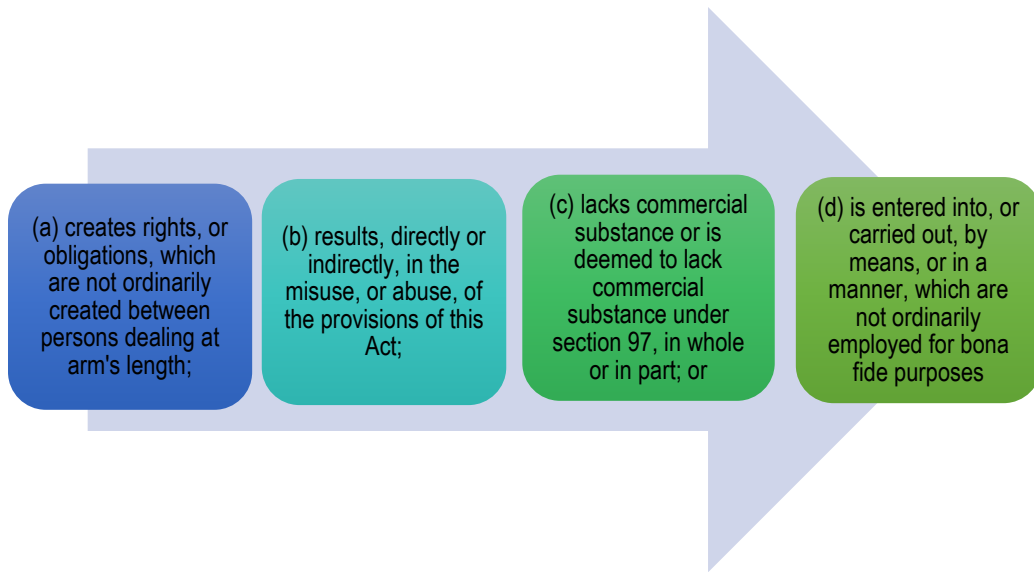 (a) creates rights, or
obligations, which
are not ordinarily
created between
persons dealing at
arm's length;
(b) results, directly or
indirectly, in the
misuse, or abuse, of
the provisions of this
Act;
(c) lacks commercial
substance or is
deemed to lack
commercial
substance under
section 97, in whole
or in part; or
(d) is entered into, or
carried out, by
means, or in a
manner, which are
not ordinarily
employed for bona
fide purposes